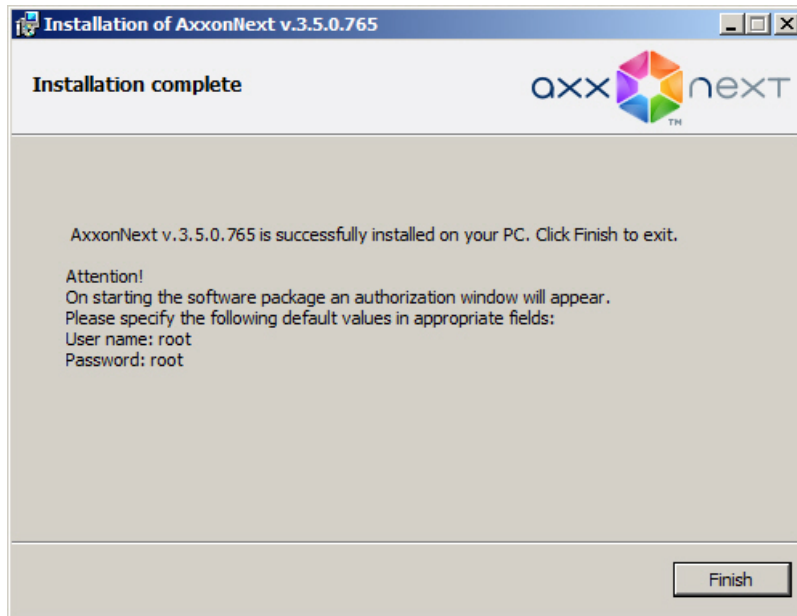 Installation of AxxonNext v.3.5.0.765
Installation complete
axxonext
TM
AxxonNext v.3.5.0.765 is successfully installed on your PC. Click Finish to exit.
Attention!
On starting the software package an authorization window will appear.
Please specify the following default values in appropriate fields:
User name: root
Password: root
Finish